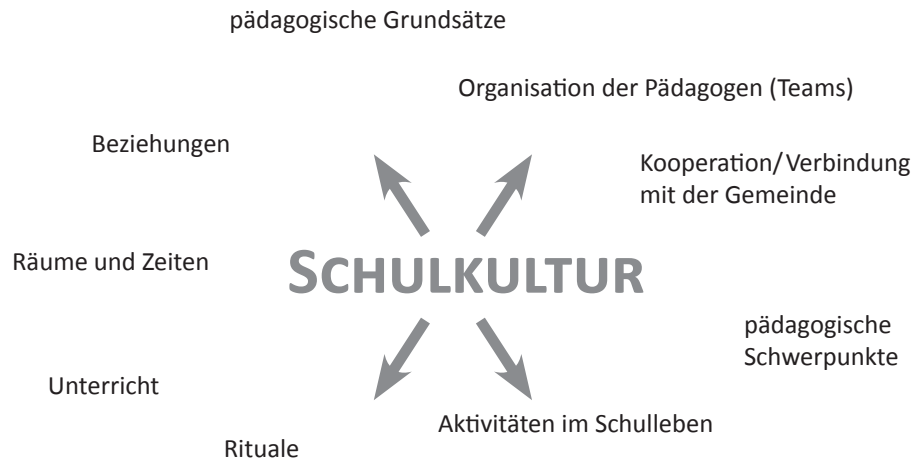 pädagogische Grundsätze
Organisation der Pädagogen (Teams)
Beziehungen
Kooperation/Verbindung
mit der Gemeinde
Räume und Zeiten
SCHULKULTUR
pädagogische
Schwerpunkte
Unterricht
Aktivitäten im Schulleben
Rituale